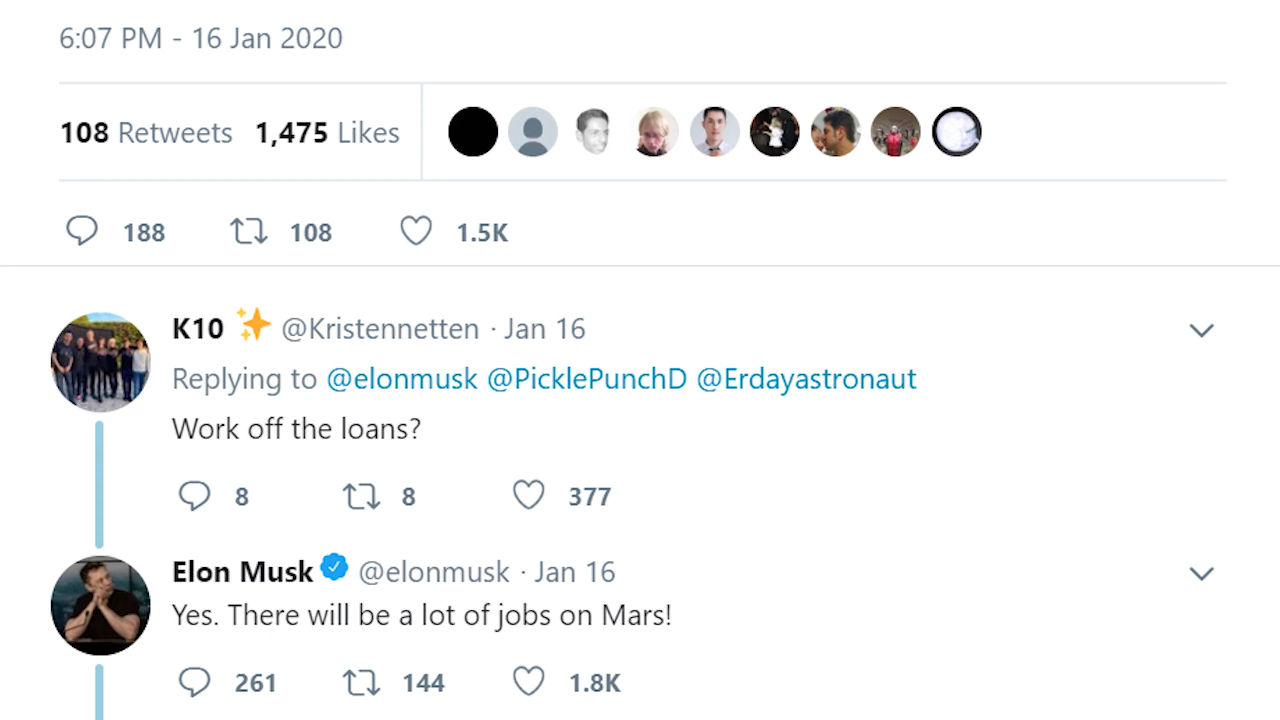 6:07 PM - 16 Jan 2020
108 Retweets 1,475 Likes
188 108 1.5K
K10 ✨ @Kristennetten · Jan 16
Replying to @elonmusk @PicklePunchD @Erdayastronaut
Work off the loans?
8 8 377
Elon Musk @elonmusk · Jan 16
Yes. There will be a lot of jobs on Mars!
261 144 1.8K